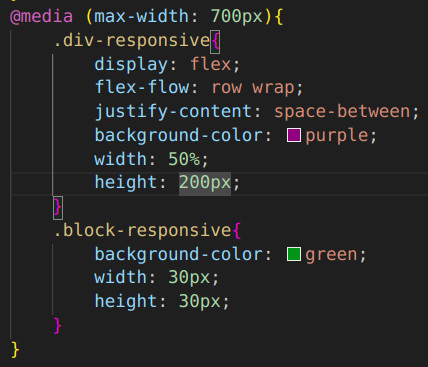 @media (max-width: 700px){
.div-responsive{
display: flex;
flex-flow: row wrap;
justify-content: space-between;
background-color: purple;
width: 50%;
height: 200px;
}
.block-responsive{
background-color: green;
width: 30px;
height: 30px;
}
}